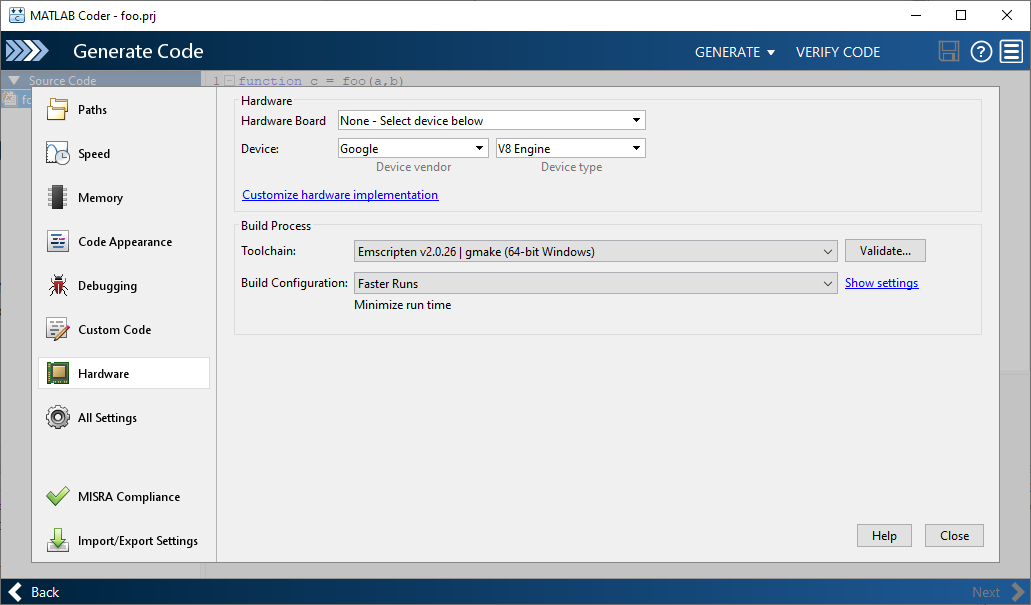 MATLAB Coder - foo.prj
Generate Code
GENERATE
VERIFY CODE
Source Code
1 function c = foo(a,b)
Paths
Speed
Memory
Code Appearance
Debugging
Custom Code
Hardware
All Settings
MISRA Compliance
Import/Export Settings
Hardware
Hardware Board
None - Select device below
Device:
Google
V8 Engine
Device vendor
Device type
Customize hardware implementation
Build Process
Toolchain:
Emscripten v2.0.26 | gmake (64-bit Windows)
Validate...
Build Configuration:
Faster Runs
Show settings
Minimize run time
Help
Close
Back
Next